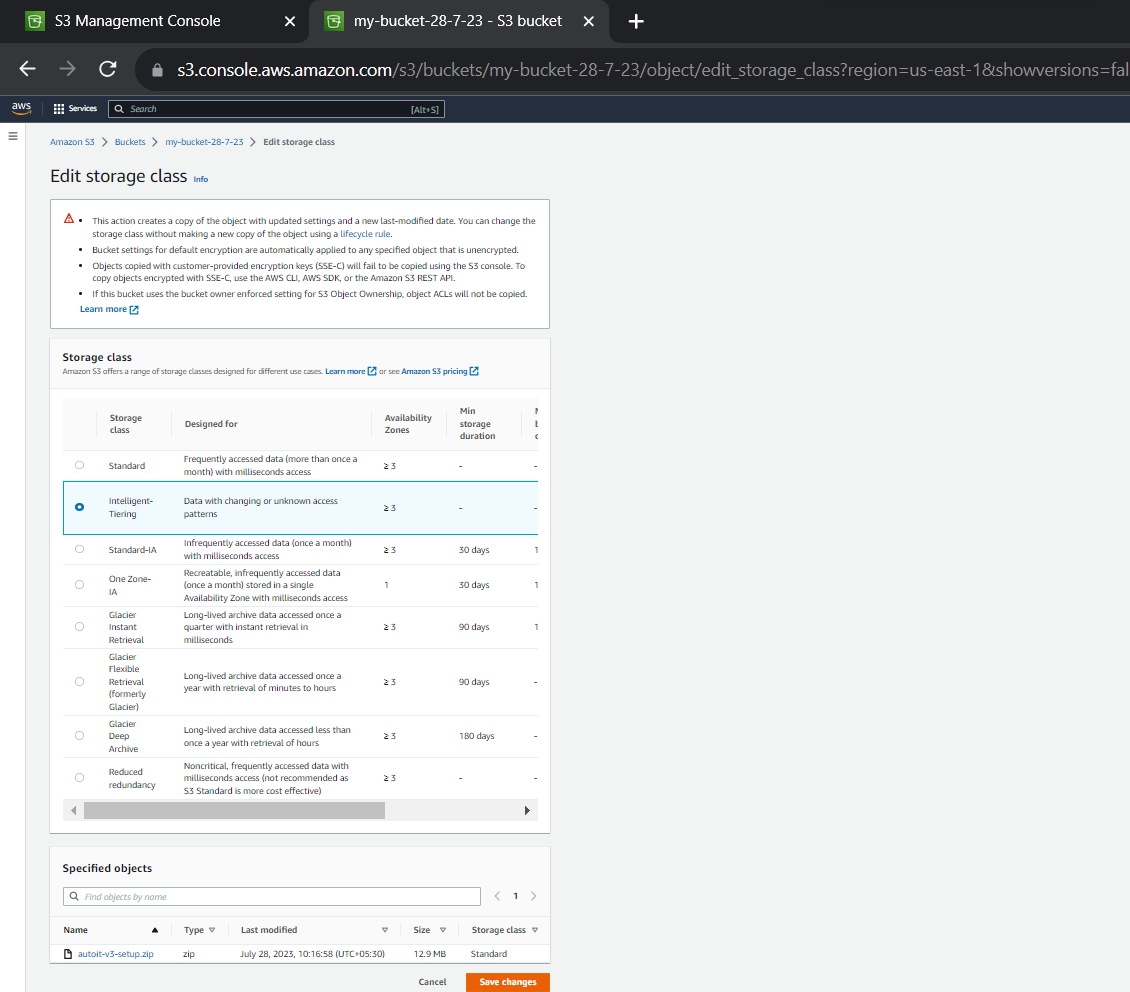 S3 Management Console
my-bucket-28-7-23 - S3 bucket
s3.console.aws.amazon.com/s3/buckets/my-bucket-28-7-23/object/edit_storage_class?region=us-east-1&showversions=fal
aws
Services
Search
[Alt+S]
Amazon S3 > Buckets > my-bucket-28-7-23 > Edit storage class
Edit storage class Info
This action creates a copy of the object with updated settings and a new last-modified date. You can change the
storage class without making a new copy of the object using a lifecycle rule.
Bucket settings for default encryption are automatically applied to any specified object that is unencrypted.
Objects copied with customer-provided encryption keys (SSE-C) will fail to be copied using the S3 console. To
copy objects encrypted with SSE-C, use the AWS CLI, AWS SDK, or the Amazon S3 REST API.
If this bucket uses the bucket owner enforced setting for S3 Object Ownership, object ACLs will not be copied.
Learn more
Storage class
Amazon S3 offers a range of storage classes designed for different use cases. Learn more or see Amazon S3 pricing
Storage
class
Designed for
Availability
Zones
Min
storage
duration
Standard
Frequently accessed data (more than once a
month) with milliseconds access
≥ 3
-
-
Intelligent-
Tiering
Data with changing or unknown access
patterns
≥ 3
-
-
Standard-IA
Infrequently accessed data (once a month)
with milliseconds access
≥ 3
30 days
1
One Zone-
IA
Recreatable, infrequently accessed data
(once a month) stored in a single
Availability Zone with milliseconds access
1
30 days
1
Glacier
Instant
Retrieval
Long-lived archive data accessed once a
quarter with instant retrieval in
milliseconds
≥ 3
90 days
1
Glacier
Flexible
Retrieval
(formerly
Glacier)
Long-lived archive data accessed once a
year with retrieval of minutes to hours
≥ 3
90 days
-
Glacier
Deep
Archive
Long-lived archive data accessed less than
once a year with retrieval of hours
≥ 3
180 days
-
Reduced
redundancy
Noncritical, frequently accessed data with
milliseconds access (not recommended as
S3 Standard is more cost effective)
≥ 3
-
-
Specified objects
Find objects by name
< 1 >
Name
Type
Last modified
Size
Storage class
autoit-v3-setup.zip
zip
July 28, 2023, 10:16:58 (UTC+05:30)
12.9 MB
Standard
Cancel
Save changes